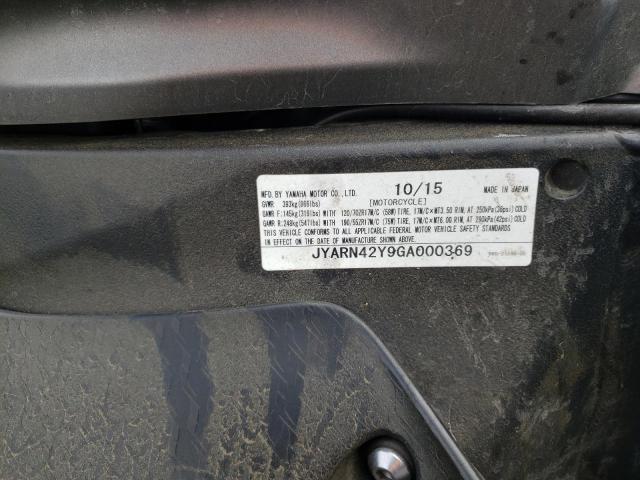 MFD. BY YAMAHA MOTOR CO.,LTD. 10/15 MADE IN JAPAN
GVWR 393kg(866lbs) [MOTORCYCLE]
GAWR F:145kg(319lbs)WITH 120/70ZR17M/C (58W)TIRE, 17M/C×MT3.50 RIM, AT 250kPa(36psi)COLD
GAWR R:248kg(547lbs)WITH 190/55ZR17M/C (75W)TIRE, 17M/C×MT6.00 RIM, AT 290kPa(42psi)COLD
THIS VEHICLE CONFORMS TO ALL APPLICABLE FEDERAL MOTOR VEHICLE SAFETY STANDARDS
IN EFFECT ON THE DATE OF MANUFACTURE SHOWN ABOVE.
JYARN42Y9GA000369